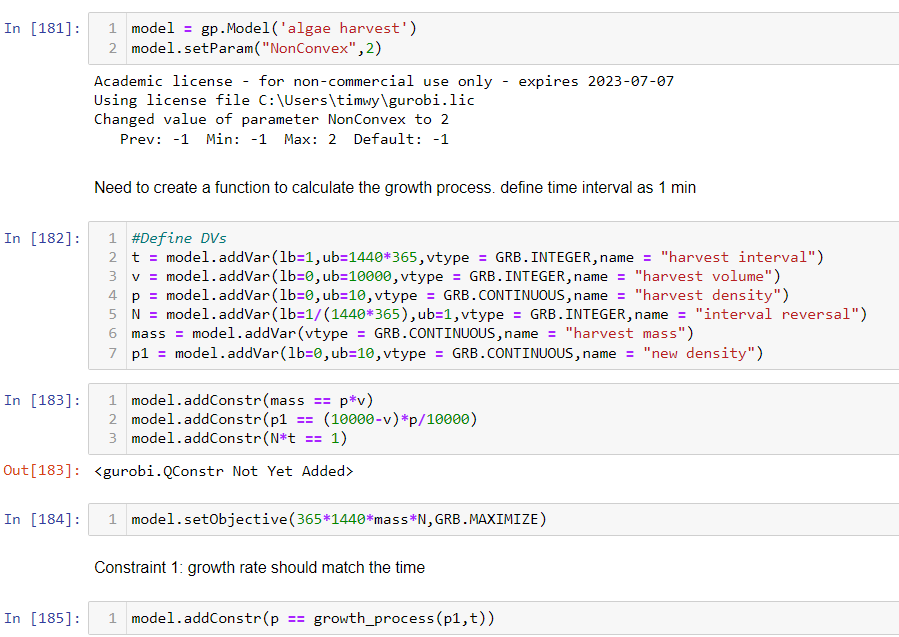 In [181]:
1 model = gp.Model('algae harvest')
2 model.setParam("NonConvex",2)
Academic license - for non-commercial use only - expires 2023-07-07
Using license file C:\Users\timwy\gurobi.lic
Changed value of parameter NonConvex to 2
   Prev: -1  Min: -1  Max: 2  Default: -1
Need to create a function to calculate the growth process. define time interval as 1 min
In [182]:
1 #Define DVs
2 t = model.addVar(lb=1,ub=1440*365,vtype = GRB.INTEGER,name = "harvest interval")
3 v = model.addVar(lb=0,ub=10000,vtype = GRB.INTEGER,name = "harvest volume")
4 p = model.addVar(lb=0,ub=10,vtype = GRB.CONTINUOUS,name = "harvest density")
5 N = model.addVar(lb=1/(1440*365),ub=1,vtype = GRB.INTEGER,name = "interval reversal")
6 mass = model.addVar(vtype = GRB.CONTINUOUS,name = "harvest mass")
7 p1 = model.addVar(lb=0,ub=10,vtype = GRB.CONTINUOUS,name = "new density")
In [183]:
1 model.addConstr(mass == p*v)
2 model.addConstr(p1 == (10000-v)*p/10000)
3 model.addConstr(N*t == 1)
Out[183]: <gurobi.QConstr Not Yet Added>
In [184]:
1 model.setObjective(365*1440*mass*N,GRB.MAXIMIZE)
Constraint 1: growth rate should match the time
In [185]:
1 model.addConstr(p == growth_process(p1,t))